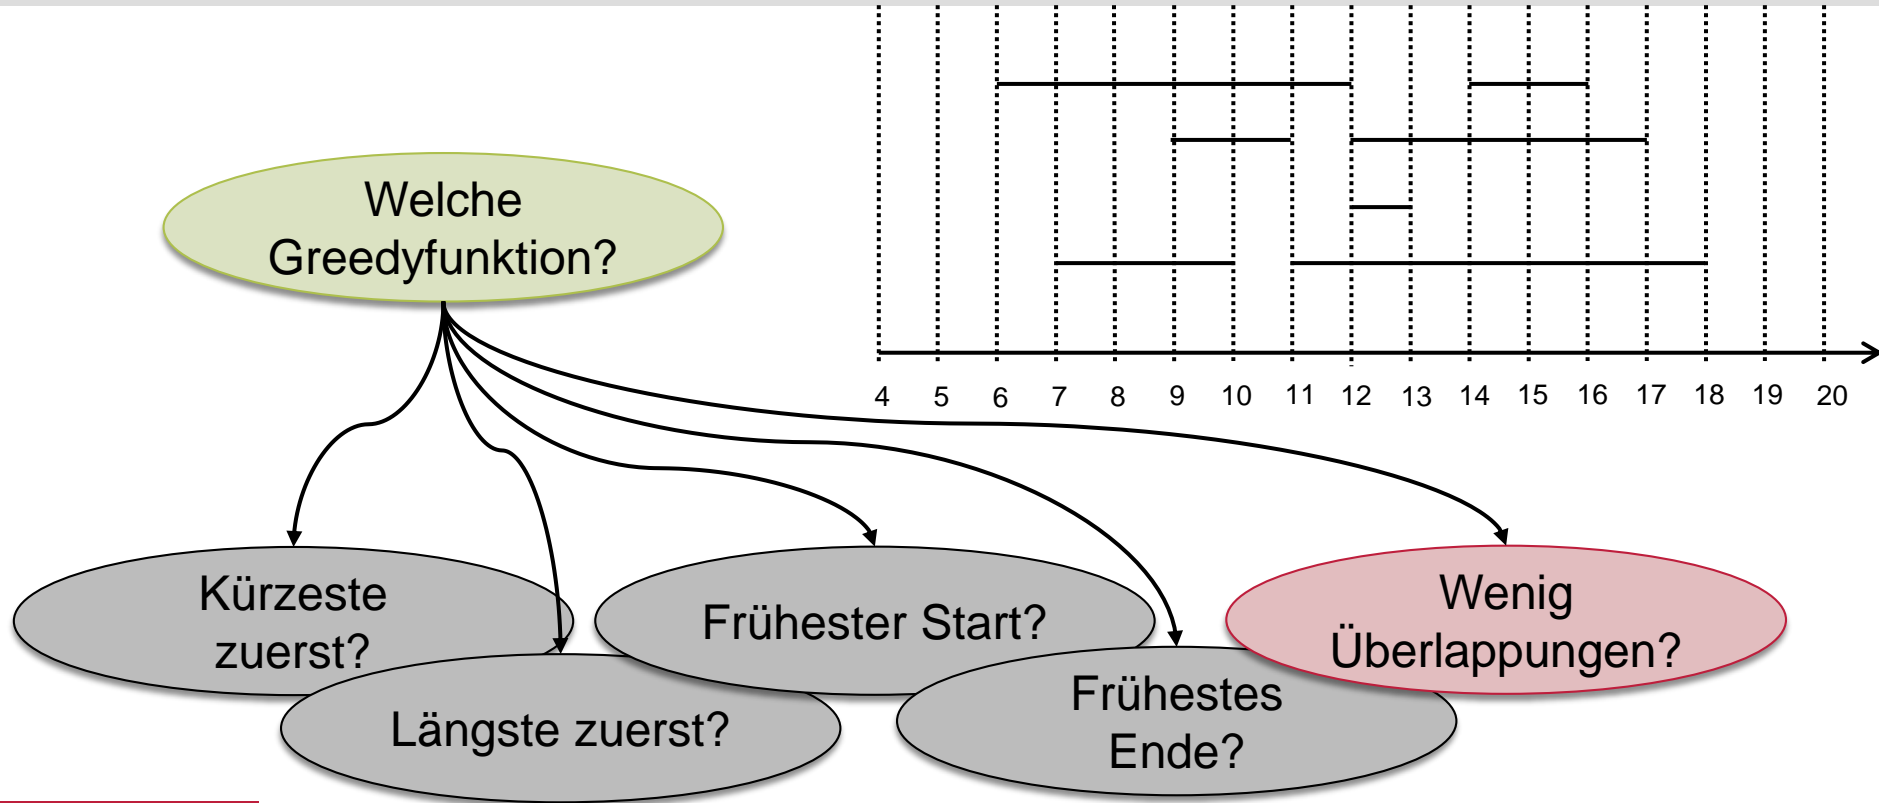 Welche
Greedyfunktion?
4 5 6 7 8 9 10 11 12 13 14 15 16 17 18 19 20
Kürzeste
zuerst?
Längste zuerst?
Frühester Start?
Frühestes
Ende?
Wenig
Überlappungen?